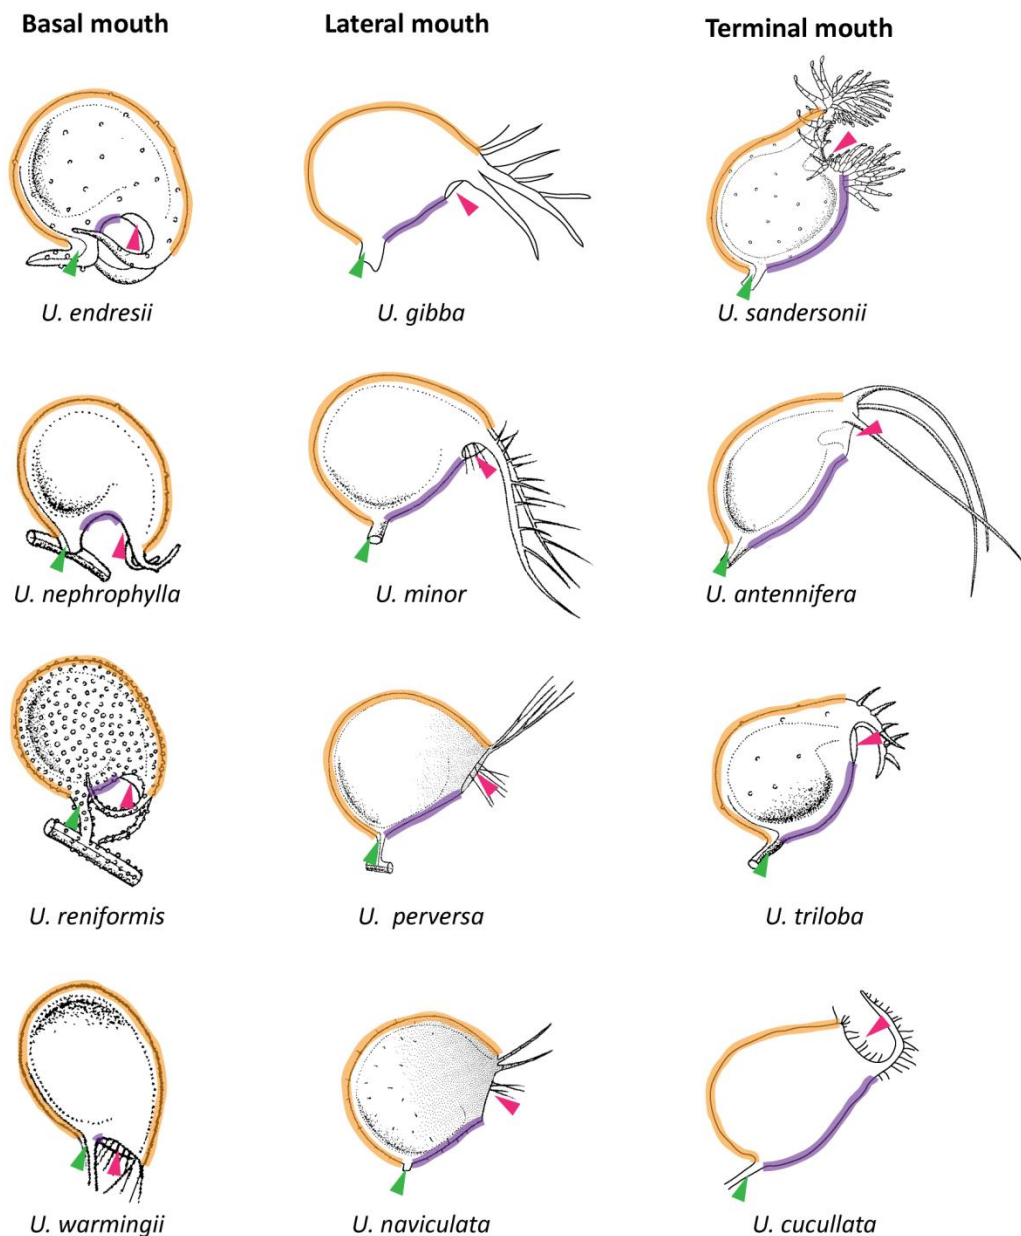 Basal mouth
Lateral mouth
Terminal mouth
U. endresii
U. gibba
U. sandersonii
U. nephrophylla
U. minor
U. antennifera
U. reniformis
U. perversa
U. triloba
U. warmingii
U. naviculata
U. cucullata